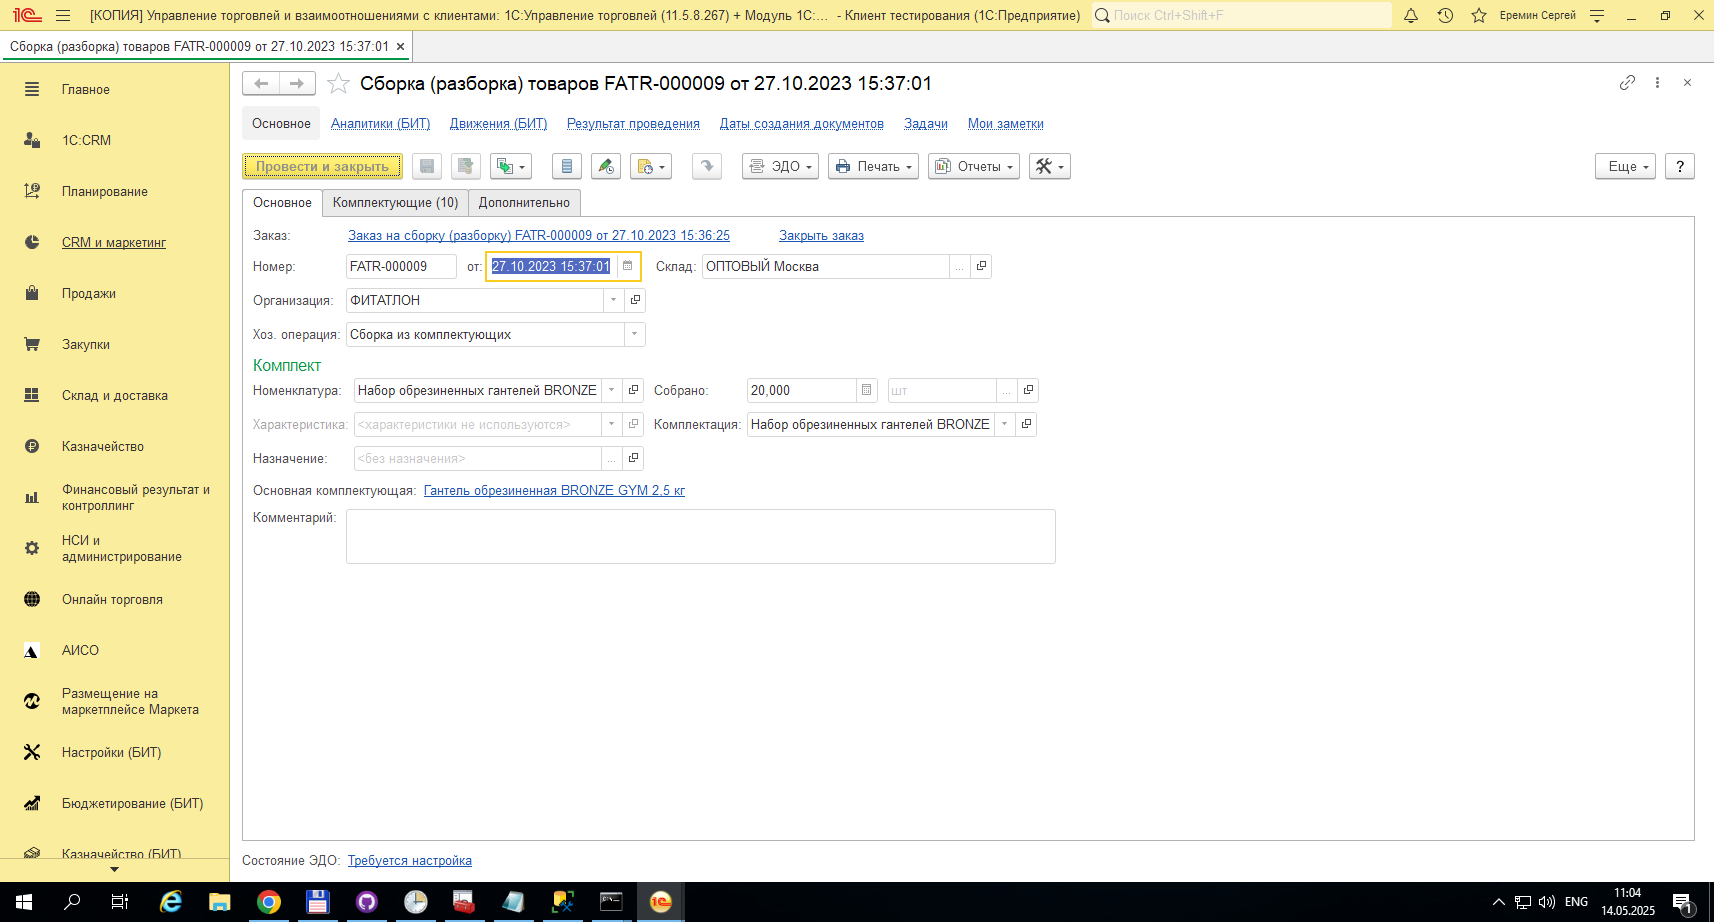 [КОПИЯ] Управление торговлей и взаимоотношениями с клиентами: 1С:Управление торговлей (11.5.8.267) + Модуль 1С:... - Клиент тестирования (1С:Предприятие)
Поиск Ctrl+Shift+F
Еремин Сергей
Сборка (разборка) товаров FATR-000009 от 27.10.2023 15:37:01
Главное
1С:CRM
Планирование
CRM и маркетинг
Продажи
Закупки
Склад и доставка
Казначейство
Финансовый результат и
контроллинг
НСИ и
администрирование
Онлайн торговля
АИСО
Размещение на
маркетплейсе Маркета
Настройки (БИТ)
Бюджетирование (БИТ)
Казначейство (БИТ)
Сборка (разборка) товаров FATR-000009 от 27.10.2023 15:37:01
Основное Аналитики (БИТ) Движения (БИТ) Результат проведения Даты создания документов Задачи Мои заметки
Провести и закрыть ЭДО Печать Отчеты Еще ?
Основное Комплектующие (10) Дополнительно
Заказ: Заказ на сборку (разборку) FATR-000009 от 27.10.2023 15:36:25 Закрыть заказ
Номер: FATR-000009 от: 27.10.2023 15:37:01 Склад: ОПТОВЫЙ Москва ...
Организация: ФИТАТЛОН
Хоз. операция: Сборка из комплектующих
Комплект
Номенклатура: Набор обрезиненных гантелей BRONZE Собрано: 20,000 шт ...
Характеристика: <характеристики не используются> Комплектация: Набор обрезиненных гантелей BRONZE
Назначение: <без назначения> ...
Основная комплектующая: Гантель обрезиненная BRONZE GYM 2,5 кг
Комментарий:
Состояние ЭДО: Требуется настройка
ENG
11:04
14.05.2025
1